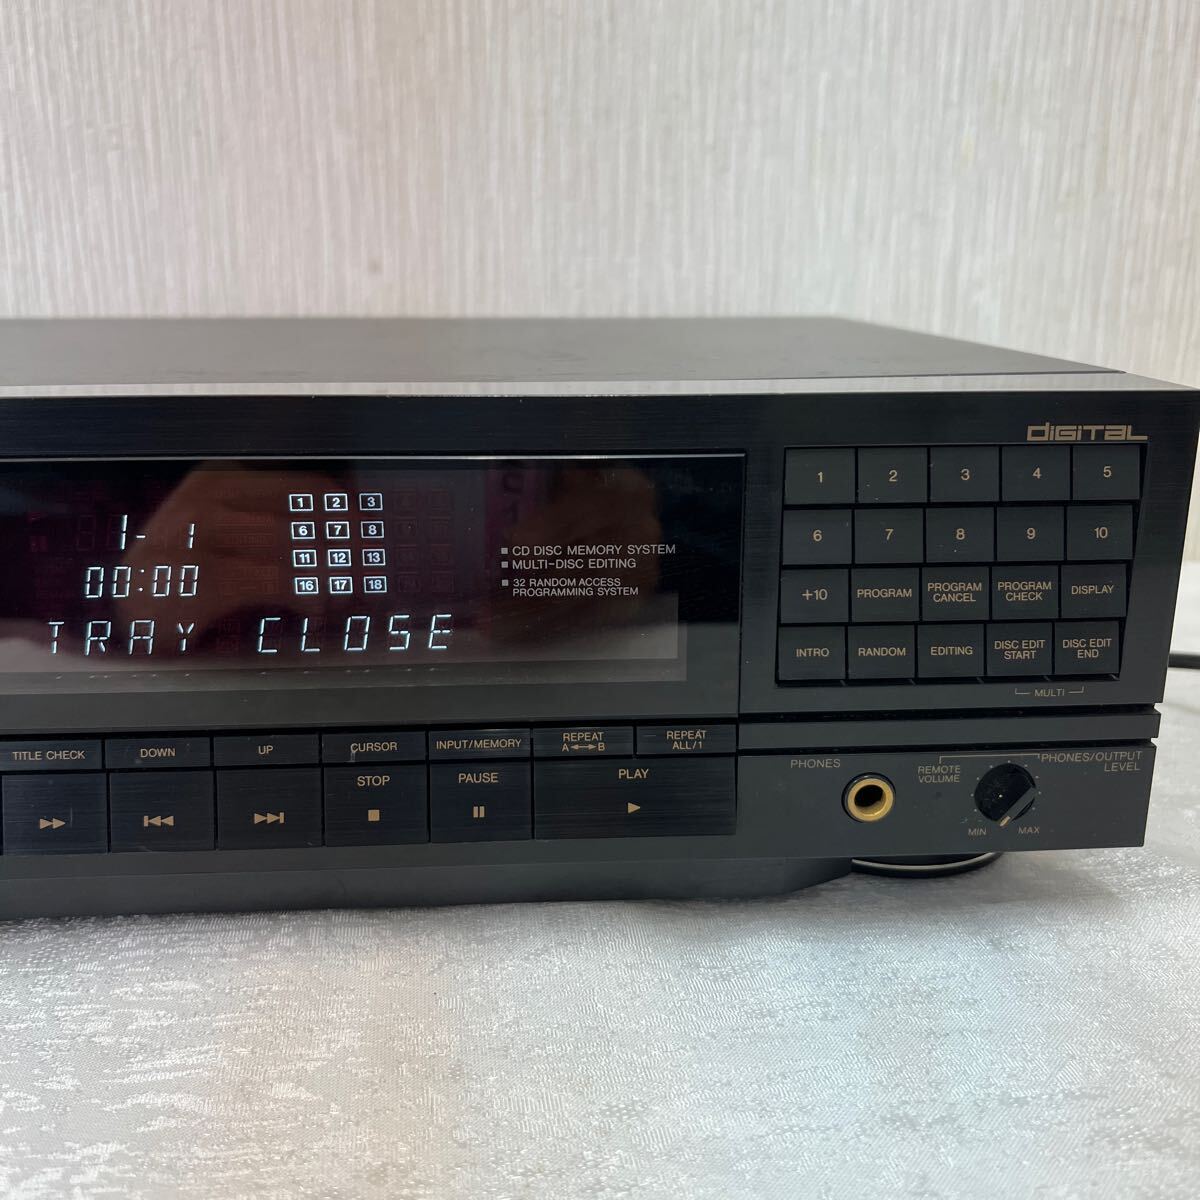 DIGITAL
1 2 3 4 5
6 7 8 9 10
+10 PROGRAM PROGRAM CANCEL PROGRAM CHECK DISPLAY
INTRO RANDOM EDITING DISC EDIT START DISC EDIT END
MULTI
1 - 1
00:00
TRAY CLOSE
1 2 3
6 7 8
11 12 13
16 17 18
CD DISC MEMORY SYSTEM
MULTI-DISC EDITING
32 RANDOM ACCESS
PROGRAMMING SYSTEM
TITLE CHECK DOWN UP CURSOR INPUT/MEMORY REPEAT A↔B REPEAT ALL/1
STOP PAUSE PLAY
PHONES
REMOTE VOLUME
PHONES/OUTPUT LEVEL
MIN MAX